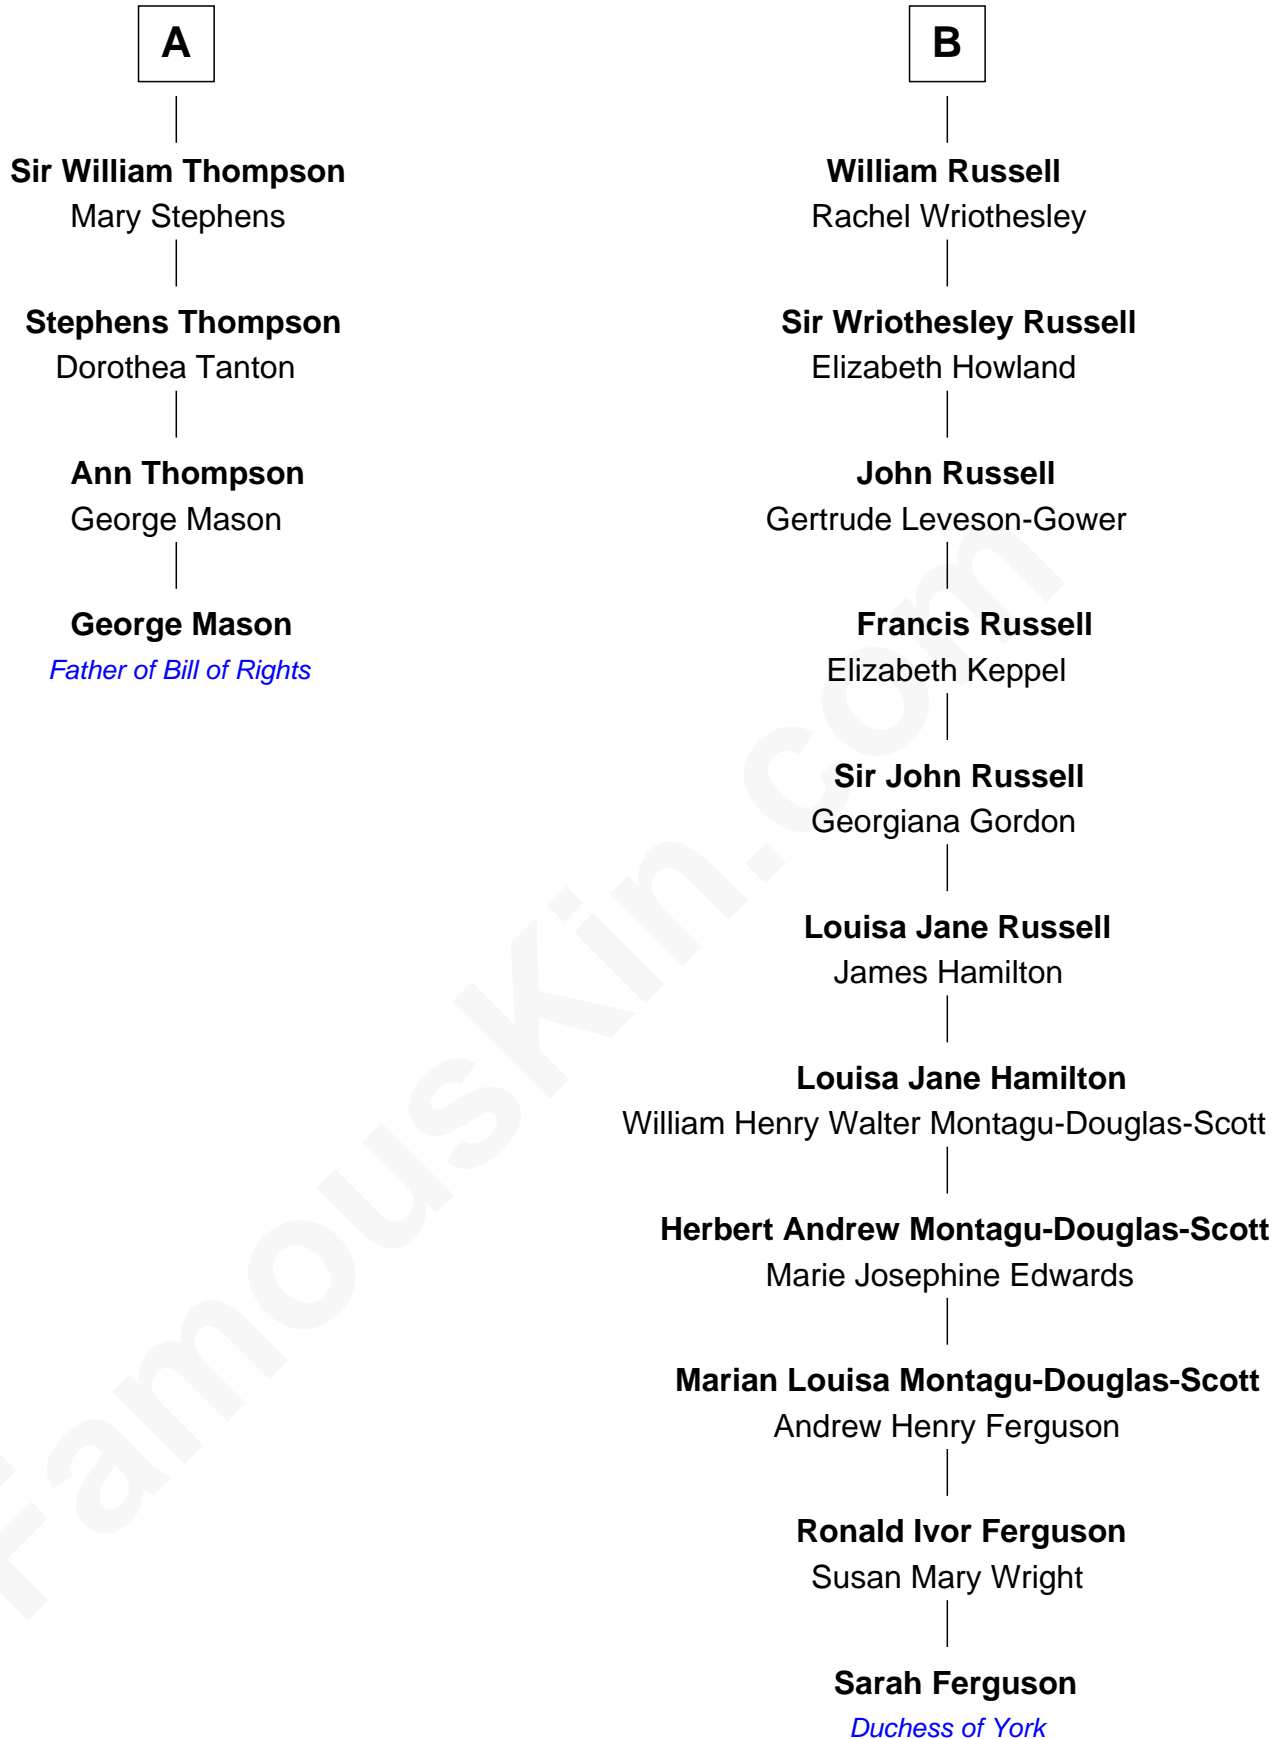 A
Sir William Thompson
Mary Stephens
Stephens Thompson
Dorothea Tanton
Ann Thompson
George Mason
George Mason
Father of Bill of Rights
B
William Russell
Rachel Wriothesley
Sir Wriothesley Russell
Elizabeth Howland
John Russell
Gertrude Leveson-Gower
Francis Russell
Elizabeth Keppel
Sir John Russell
Georgiana Gordon
Louisa Jane Russell
James Hamilton
Louisa Jane Hamilton
William Henry Walter Montagu-Douglas-Scott
Herbert Andrew Montagu-Douglas-Scott
Marie Josephine Edwards
Marian Louisa Montagu-Douglas-Scott
Andrew Henry Ferguson
Ronald Ivor Ferguson
Susan Mary Wright
Sarah Ferguson
Duchess of York
FamousKin.com